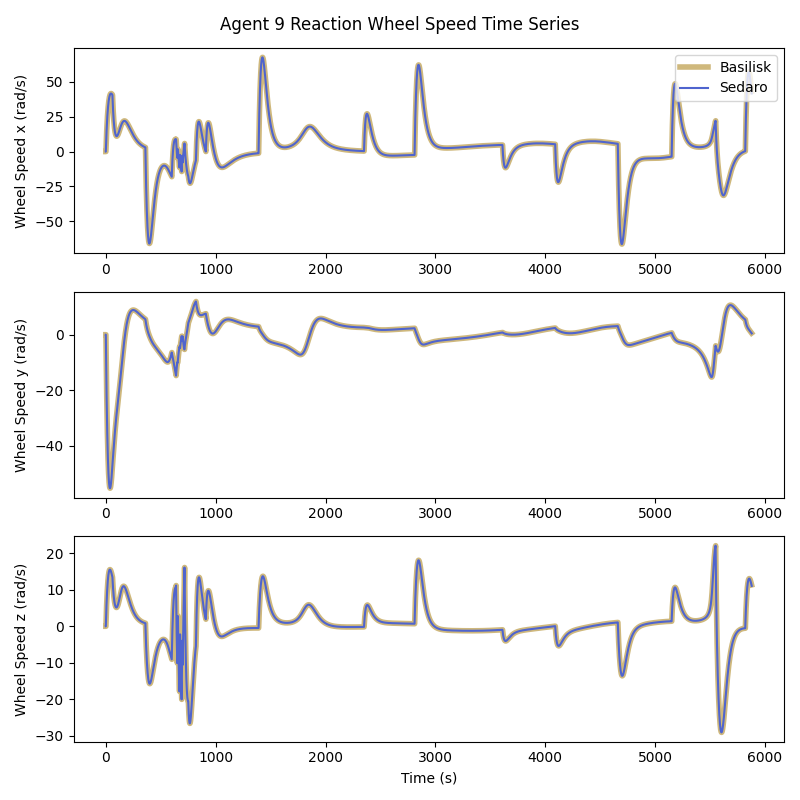 Agent 9 Reaction Wheel Speed Time Series
Wheel Speed x (rad/s)
50
25
0
−25
−50
0 1000 2000 3000 4000 5000 6000
Basilisk
Sedaro
Wheel Speed y (rad/s)
0
−20
−40
0 1000 2000 3000 4000 5000 6000
Wheel Speed z (rad/s)
20
10
0
−10
−20
−30
0 1000 2000 3000 4000 5000 6000
Time (s)